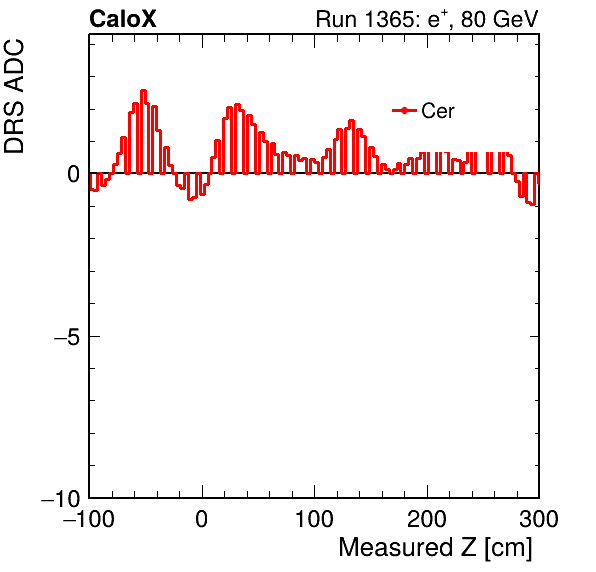 CaloX Run 1365: e+, 80 GeV
DRS ADC
Cer
0
−5
−10
−100 0 100 200 300
Measured Z [cm]